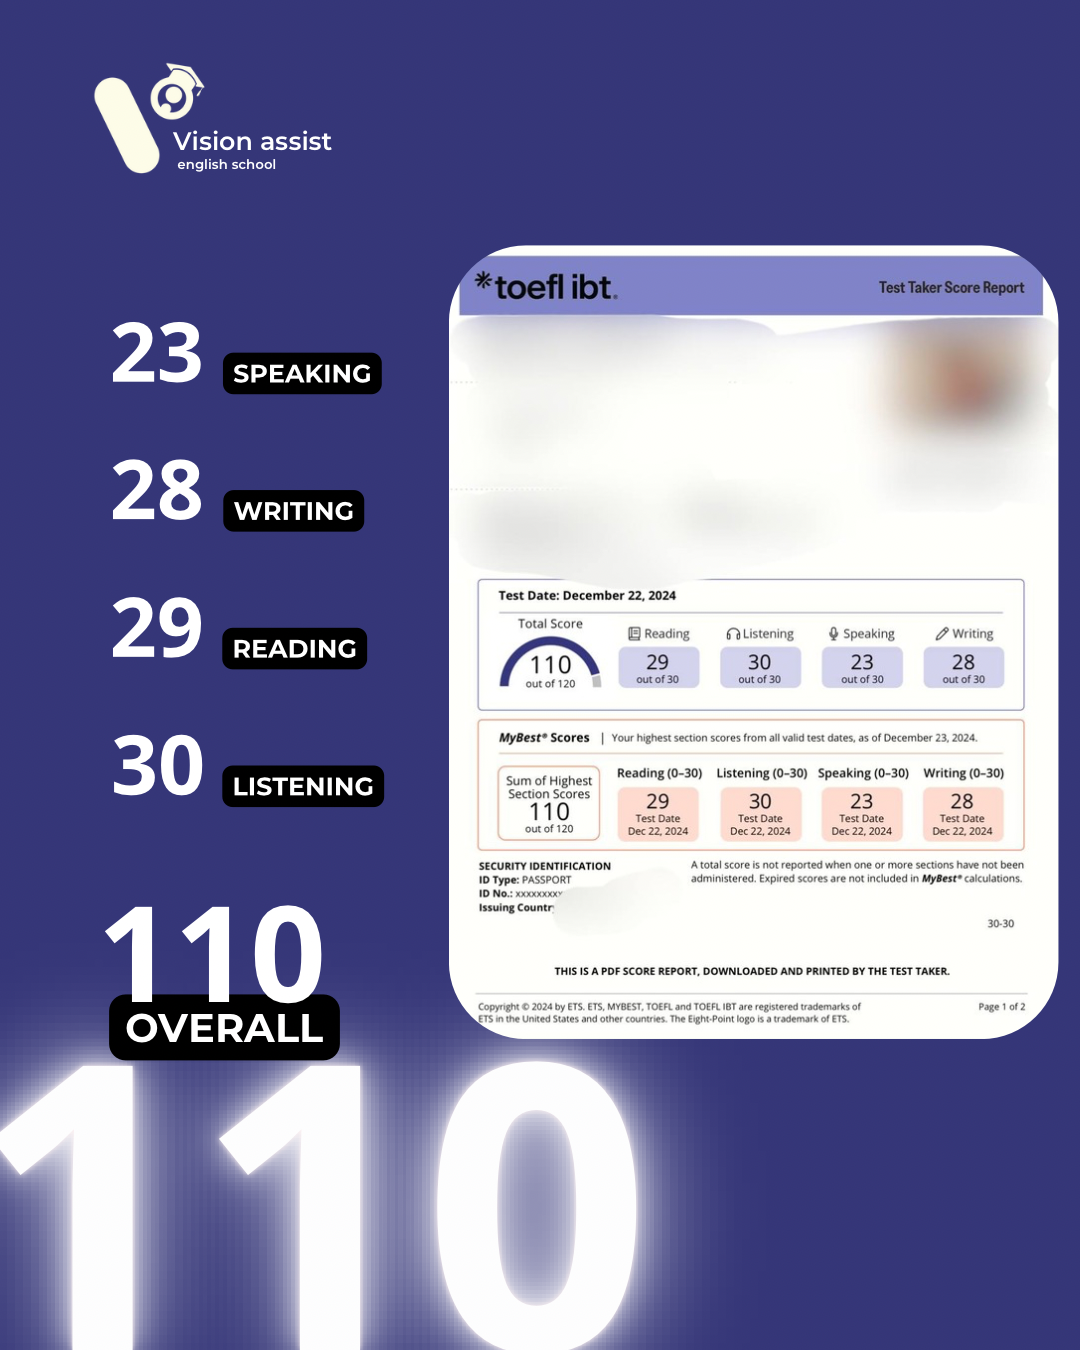 Vision assist
english school
23 SPEAKING
28 WRITING
29 READING
30 LISTENING
110
OVERALL
110
*toefl ibt.
Test Taker Score Report
Test Date: December 22, 2024
Total Score
110
out of 120
Reading
29
out of 30
Listening
30
out of 30
Speaking
23
out of 30
Writing
28
out of 30
MyBest® Scores | Your highest section scores from all valid test dates, as of December 23, 2024.
Sum of Highest
Section Scores
110
out of 120
Reading (0–30)
29
Test Date
Dec 22, 2024
Listening (0–30)
30
Test Date
Dec 22, 2024
Speaking (0–30)
23
Test Date
Dec 22, 2024
Writing (0–30)
28
Test Date
Dec 22, 2024
SECURITY IDENTIFICATION
ID Type: PASSPORT
ID No.: xxxxxxxxx
Issuing Country
A total score is not reported when one or more sections have not been
administered. Expired scores are not included in MyBest® calculations.
30-30
THIS IS A PDF SCORE REPORT, DOWNLOADED AND PRINTED BY THE TEST TAKER.
Copyright © 2024 by ETS. ETS, MYBEST, TOEFL and TOEFL IBT are registered trademarks of
ETS in the United States and other countries. The Eight-Point logo is a trademark of ETS.
Page 1 of 2